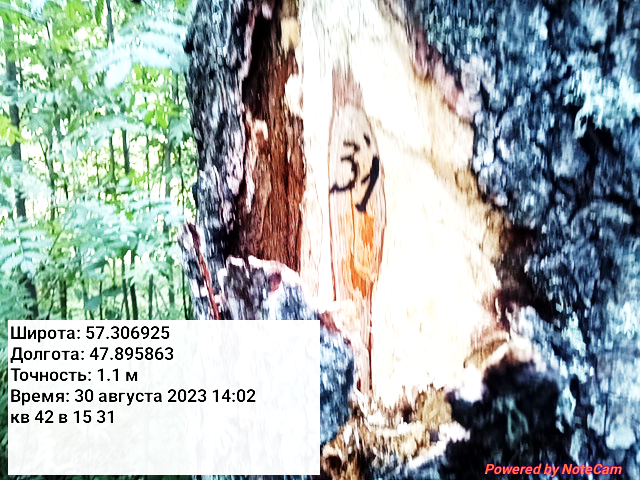 31
Широта: 57.306925
Долгота: 47.895863
Точность: 1.1 м
Время: 30 августа 2023 14:02
кв 42 в 15 31
Powered by NoteCam